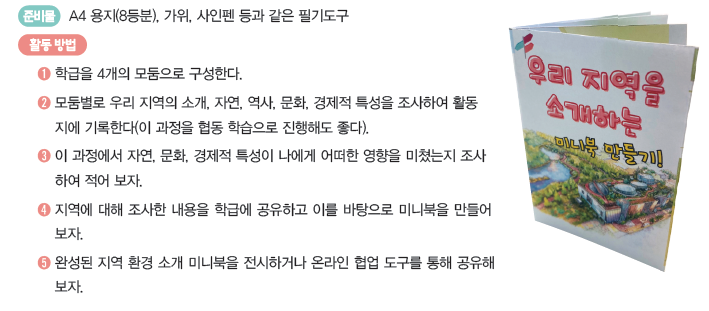 준비물 A4 용지(8등분), 가위, 사인펜 등과 같은 필기도구
활동 방법
❶ 학급을 4개의 모둠으로 구성한다.
❷ 모둠별로 우리 지역의 소개, 자연, 역사, 문화, 경제적 특성을 조사하여 활동
지에 기록한다(이 과정을 협동 학습으로 진행해도 좋다).
❸ 이 과정에서 자연, 문화, 경제적 특성이 나에게 어떠한 영향을 미쳤는지 조사
하여 적어 보자.
❹ 지역에 대해 조사한 내용을 학급에 공유하고 이를 바탕으로 미니북을 만들어
보자.
❺ 완성된 지역 환경 소개 미니북을 전시하거나 온라인 협업 도구를 통해 공유해
보자.
우리 지역을
소개하는
미니북 만들기!